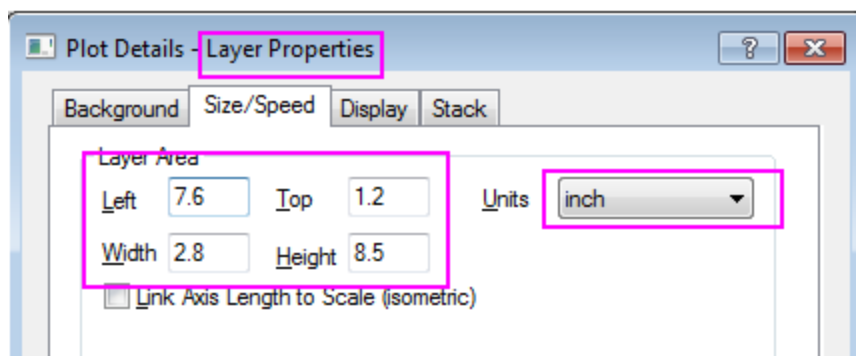 Plot Details - Layer Properties
?
Background Size/Speed Display Stack
Layer Area
Left 7.6 Top 1.2 Units inch
Width 2.8 Height 8.5
Link Axis Length to Scale (isometric)